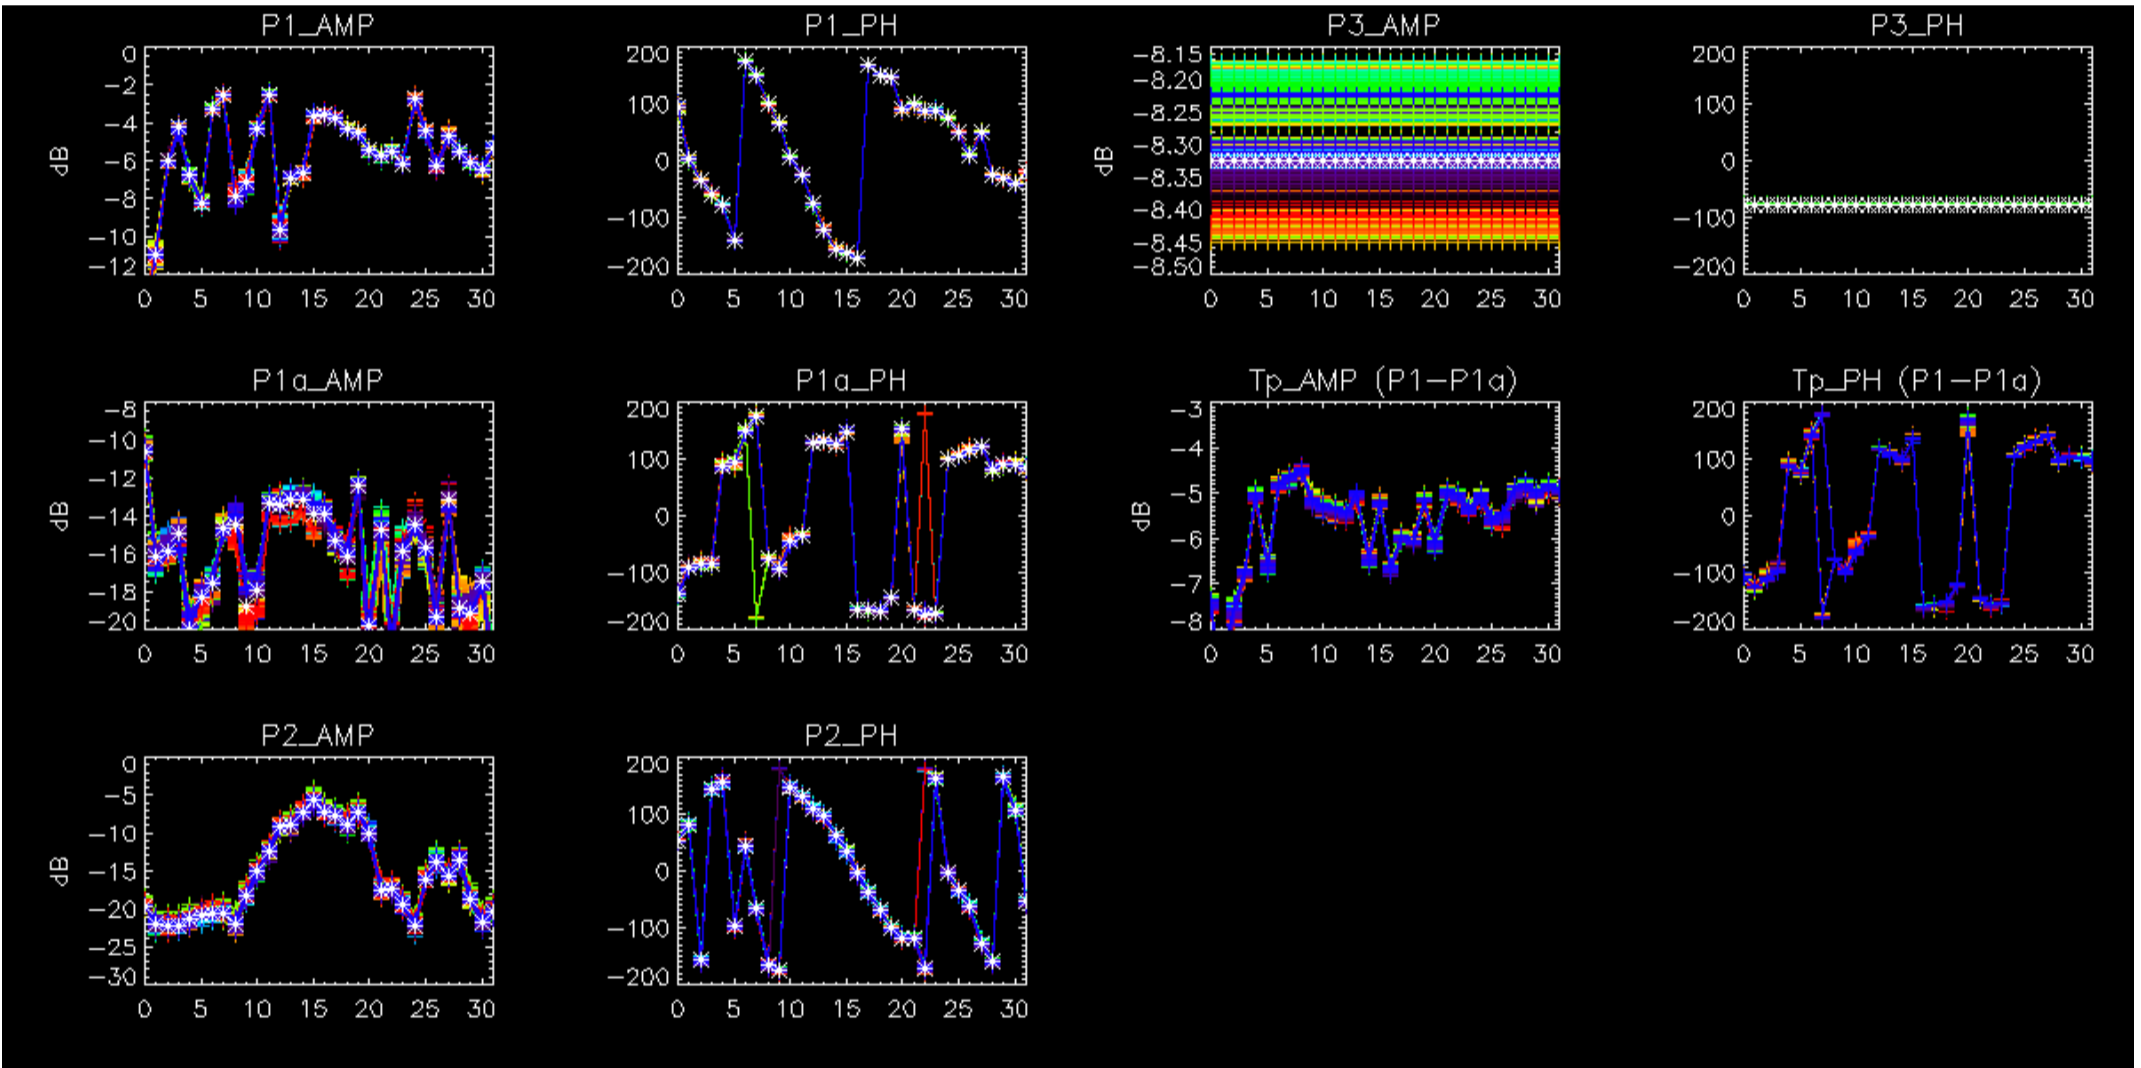 P1_AMP
0
−2
−4
−6
−8
−10
−12
dB
0 5 10 15 20 25 30
P1_PH
200
100
0
−100
−200
0 5 10 15 20 25 30
P3_AMP
−8.15
−8.20
−8.25
−8.30
−8.35
−8.40
−8.45
−8.50
dB
0 5 10 15 20 25 30
P3_PH
200
100
0
−100
−200
0 5 10 15 20 25 30
P1a_AMP
−8
−10
−12
−14
−16
−18
−20
dB
0 5 10 15 20 25 30
P1a_PH
200
100
0
−100
−200
0 5 10 15 20 25 30
Tp_AMP (P1−P1a)
−3
−4
−5
−6
−7
−8
dB
0 5 10 15 20 25 30
Tp_PH (P1−P1a)
200
100
0
−100
−200
0 5 10 15 20 25 30
P2_AMP
0
−5
−10
−15
−20
−25
−30
dB
0 5 10 15 20 25 30
P2_PH
200
100
0
−100
−200
0 5 10 15 20 25 30